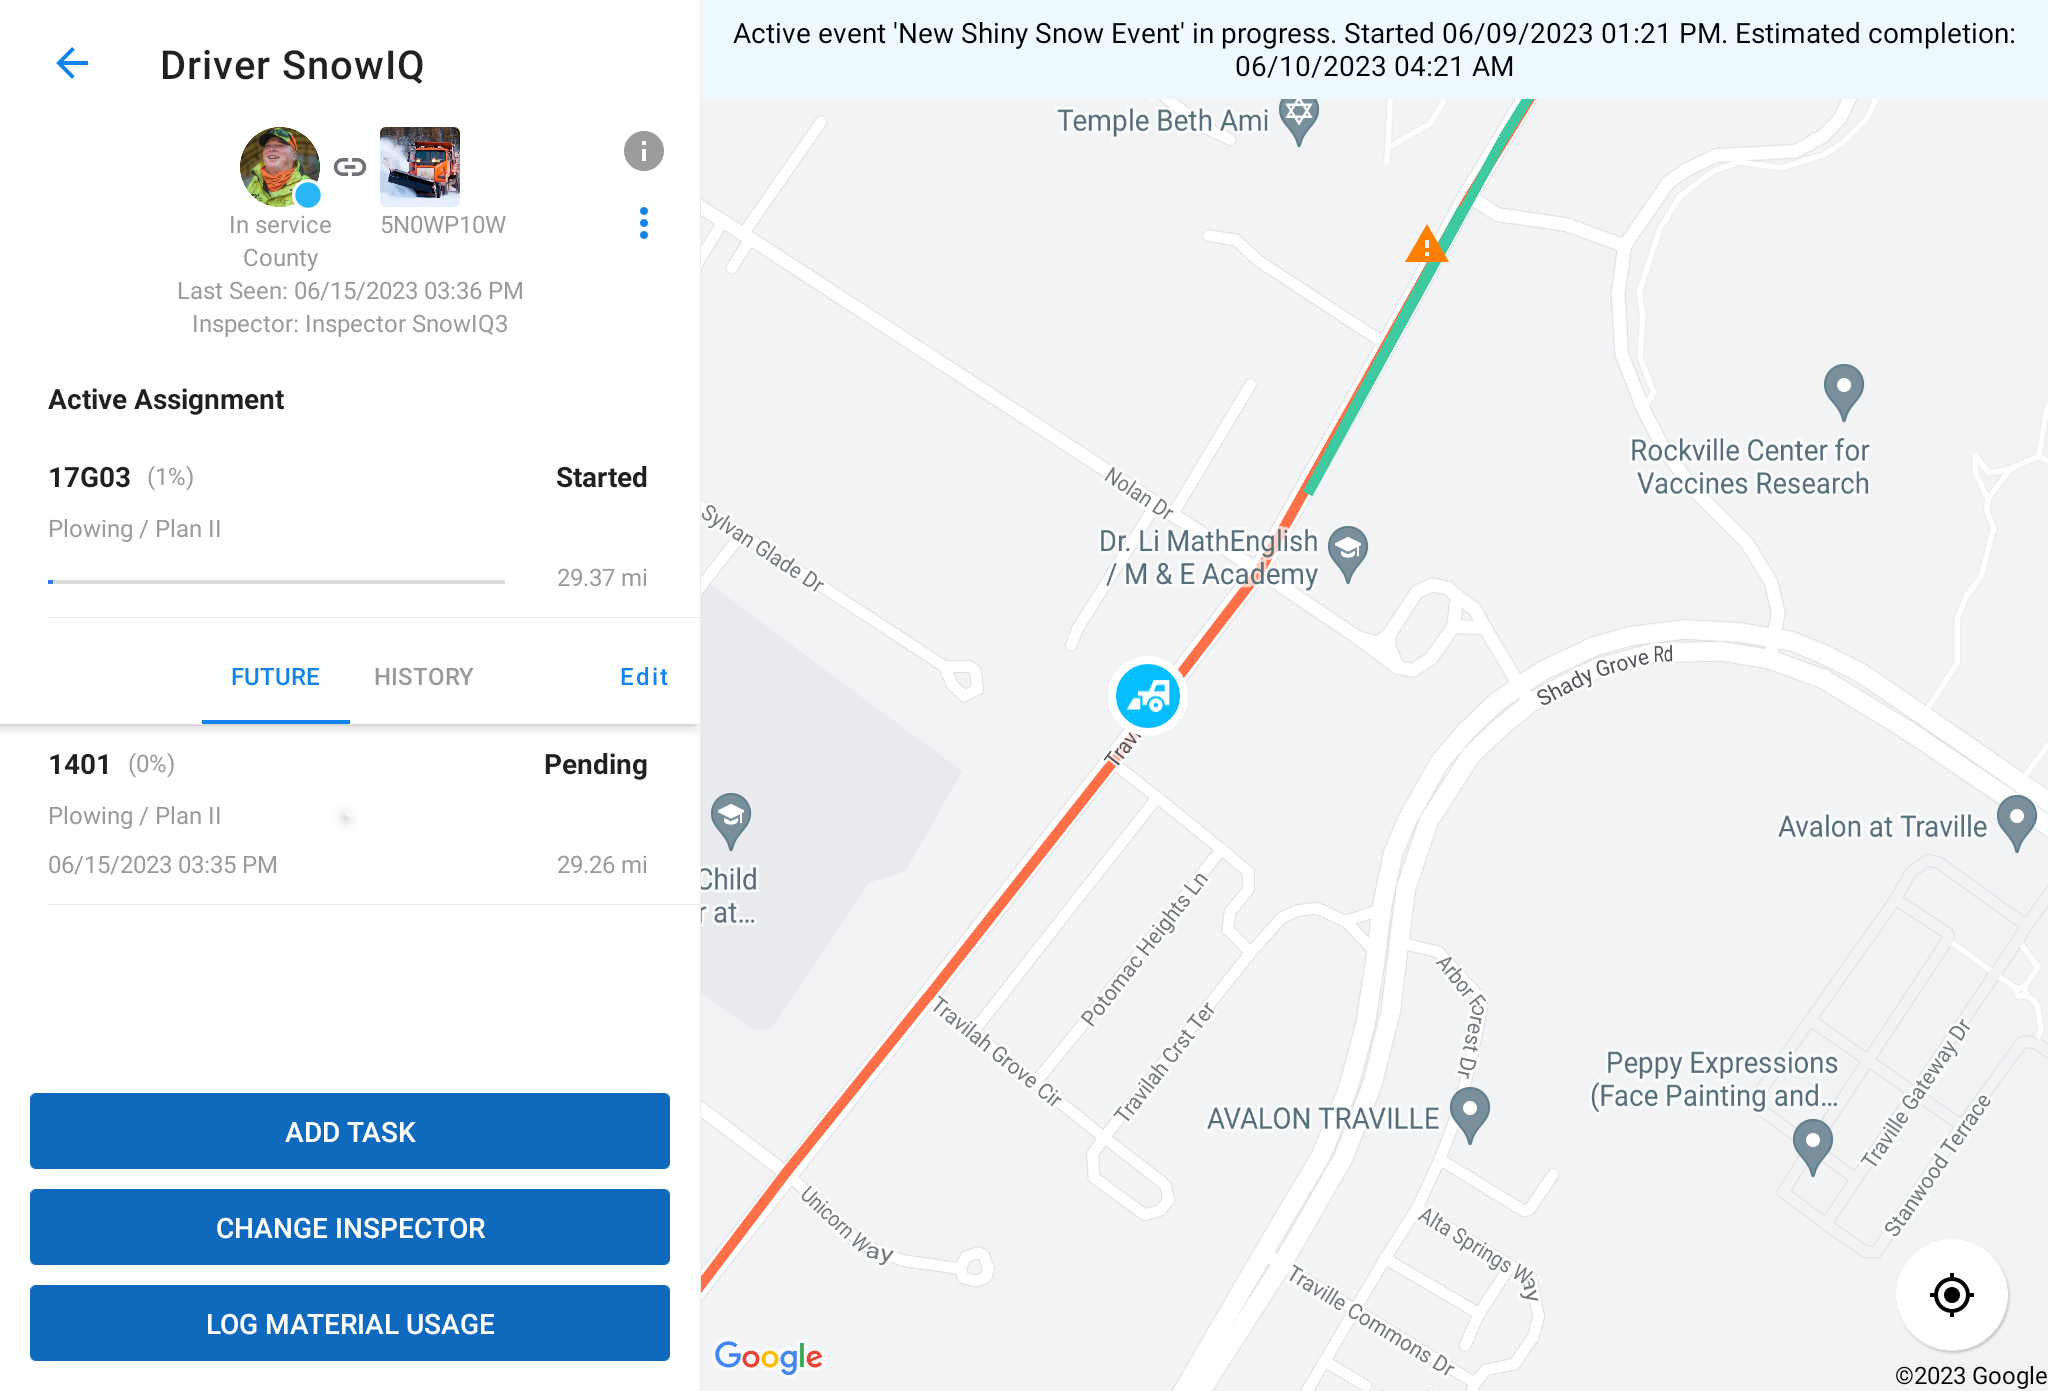 Driver SnowIQ
In service
County
5N0WP10W
Last Seen: 06/15/2023 03:36 PM
Inspector: Inspector SnowIQ3
Active Assignment
17G03 (1%) Started
Plowing / Plan II
29.37 mi
FUTURE HISTORY Edit
1401 (0%) Pending
Plowing / Plan II
06/15/2023 03:35 PM 29.26 mi
ADD TASK
CHANGE INSPECTOR
LOG MATERIAL USAGE
Active event 'New Shiny Snow Event' in progress. Started 06/09/2023 01:21 PM. Estimated completion:
06/10/2023 04:21 AM
Temple Beth Ami
Rockville Center for
Vaccines Research
Nolan Dr
Sylvan Glade Dr
Dr. Li MathEnglish
/ M & E Academy
Shady Grove Rd
Trav
Avalon at Traville
Child
r at...
Potomac Heights Ln
Travilah Grove Cir
Travilah Crst Ter
Arbor Forest Dr
Peppy Expressions
(Face Painting and...
AVALON TRAVILLE
Traville Gateway Dr
Stanwood Terrace
Unicorn Way
Alta Springs Way
Traville Commons Dr
Google
©2023 Google